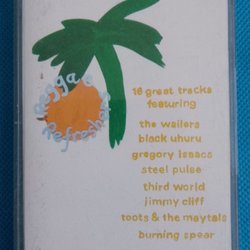 reggae
refreshers
18 great tracks
featuring
the wailers
black uhuru
gregory isaacs
steel pulse
third world
jimmy cliff
toots & the maytals
burning spear